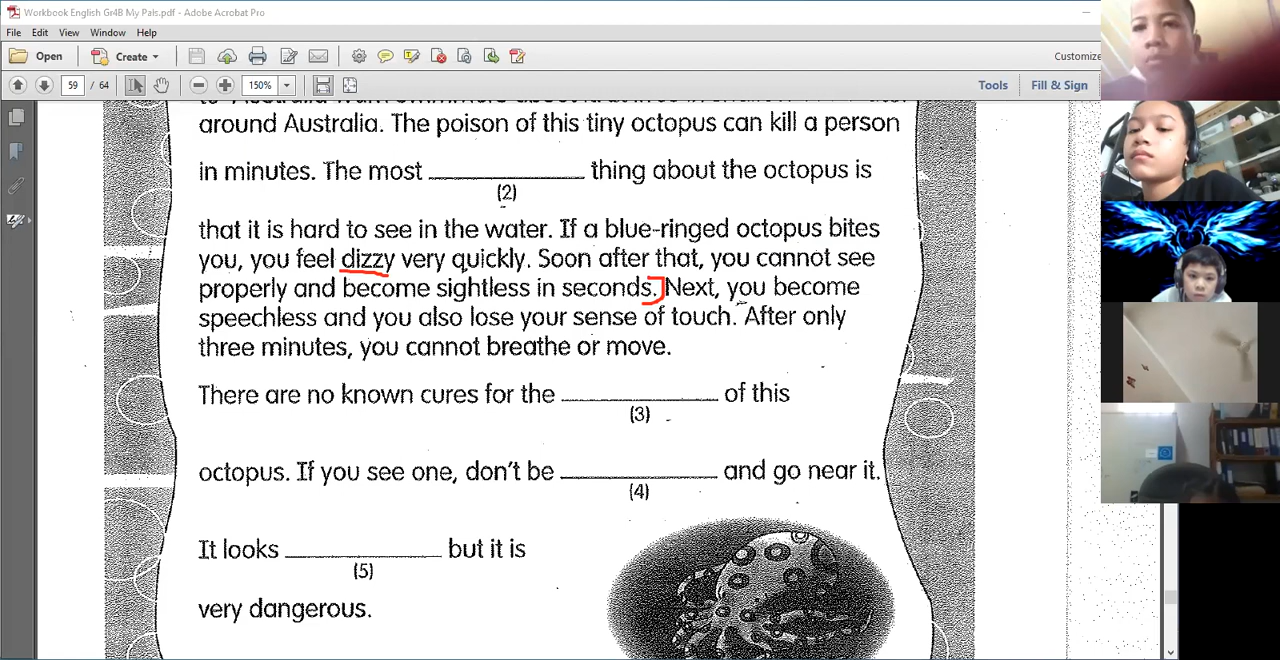 Workbook English Gr4B My Pals.pdf - Adobe Acrobat Pro
File Edit View Window Help
Open Create Customize
59 / 64 150% Tools Fill & Sign
around Australia. The poison of this tiny octopus can kill a person
in minutes. The most ____________ thing about the octopus is
(2)
that it is hard to see in the water. If a blue-ringed octopus bites
you, you feel dizzy very quickly. Soon after that, you cannot see
properly and become sightless in seconds. Next, you become
speechless and you also lose your sense of touch. After only
three minutes, you cannot breathe or move.
There are no known cures for the ____________ of this
(3)
octopus. If you see one, don't be ____________ and go near it.
(4)
It looks ____________ but it is
(5)
very dangerous.